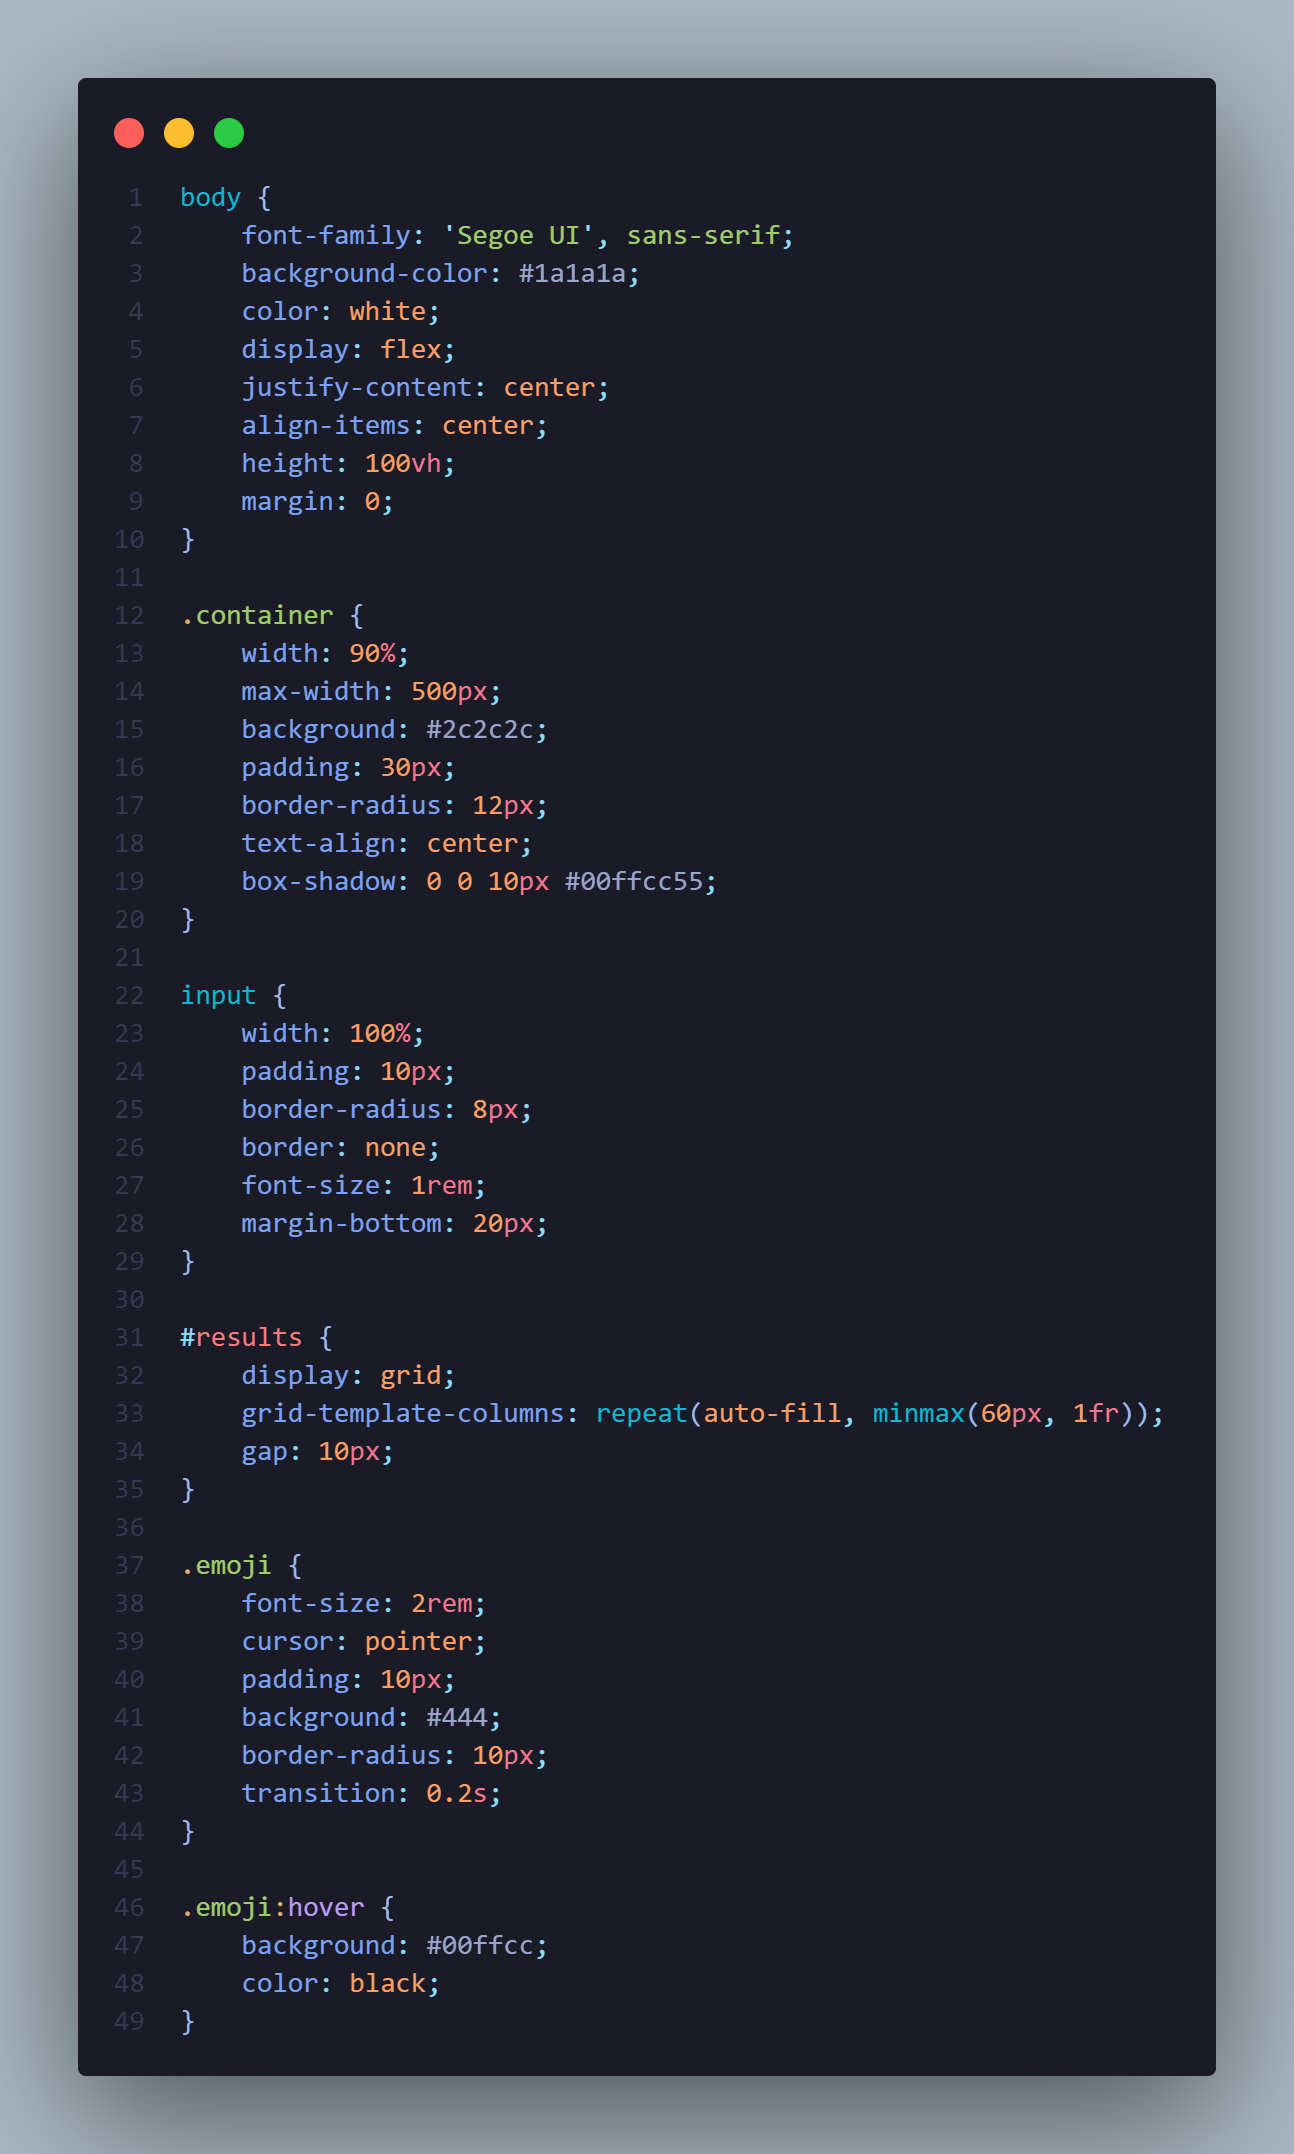 1 body {
2     font-family: 'Segoe UI', sans-serif;
3     background-color: #1a1a1a;
4     color: white;
5     display: flex;
6     justify-content: center;
7     align-items: center;
8     height: 100vh;
9     margin: 0;
10 }
11
12 .container {
13     width: 90%;
14     max-width: 500px;
15     background: #2c2c2c;
16     padding: 30px;
17     border-radius: 12px;
18     text-align: center;
19     box-shadow: 0 0 10px #00ffcc55;
20 }
21
22 input {
23     width: 100%;
24     padding: 10px;
25     border-radius: 8px;
26     border: none;
27     font-size: 1rem;
28     margin-bottom: 20px;
29 }
30
31 #results {
32     display: grid;
33     grid-template-columns: repeat(auto-fill, minmax(60px, 1fr));
34     gap: 10px;
35 }
36
37 .emoji {
38     font-size: 2rem;
39     cursor: pointer;
40     padding: 10px;
41     background: #444;
42     border-radius: 10px;
43     transition: 0.2s;
44 }
45
46 .emoji:hover {
47     background: #00ffcc;
48     color: black;
49 }